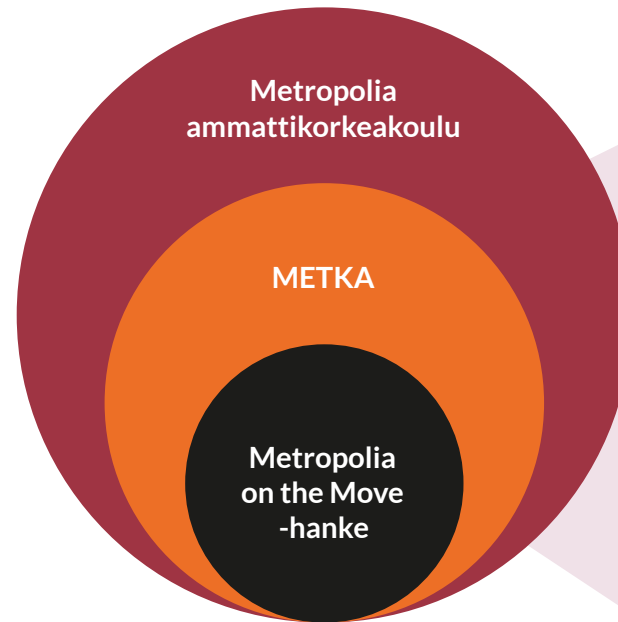 Metropolia
ammattikorkeakoulu
METKA
Metropolia
on the Move
-hanke